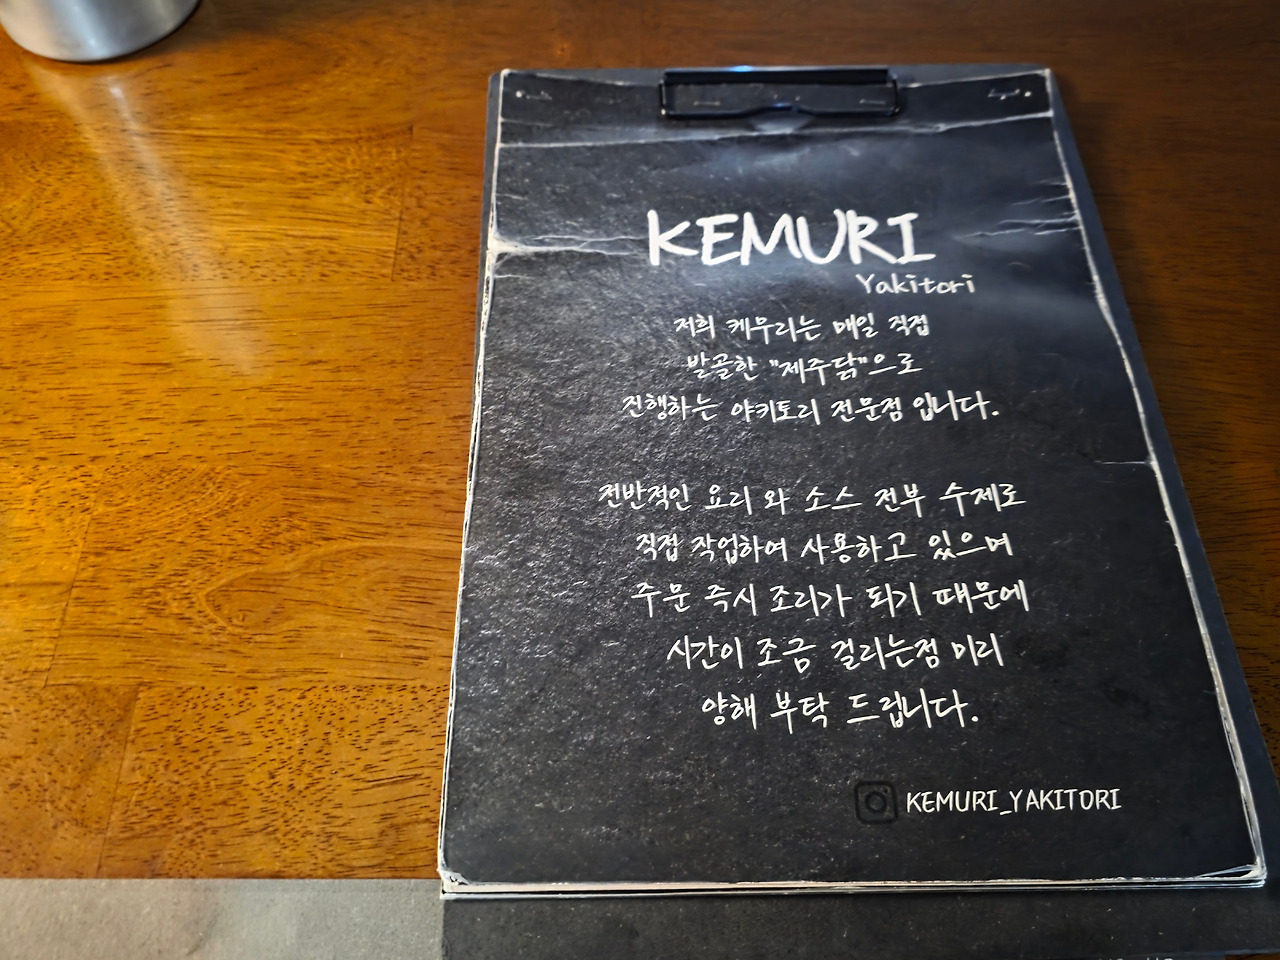 KEMURI
Yakitori
저희 케무리는 매일 직접
발골한 "제주닭"으로
진행하는 야키토리 전문점 입니다.
전반적인 요리 와 소스 전부 수제로
직접 작업하여 사용하고 있으며
주문 즉시 조리가 되기 때문에
시간이 조금 걸리는점 미리
양해 부탁 드립니다.
KEMURI_YAKITORI